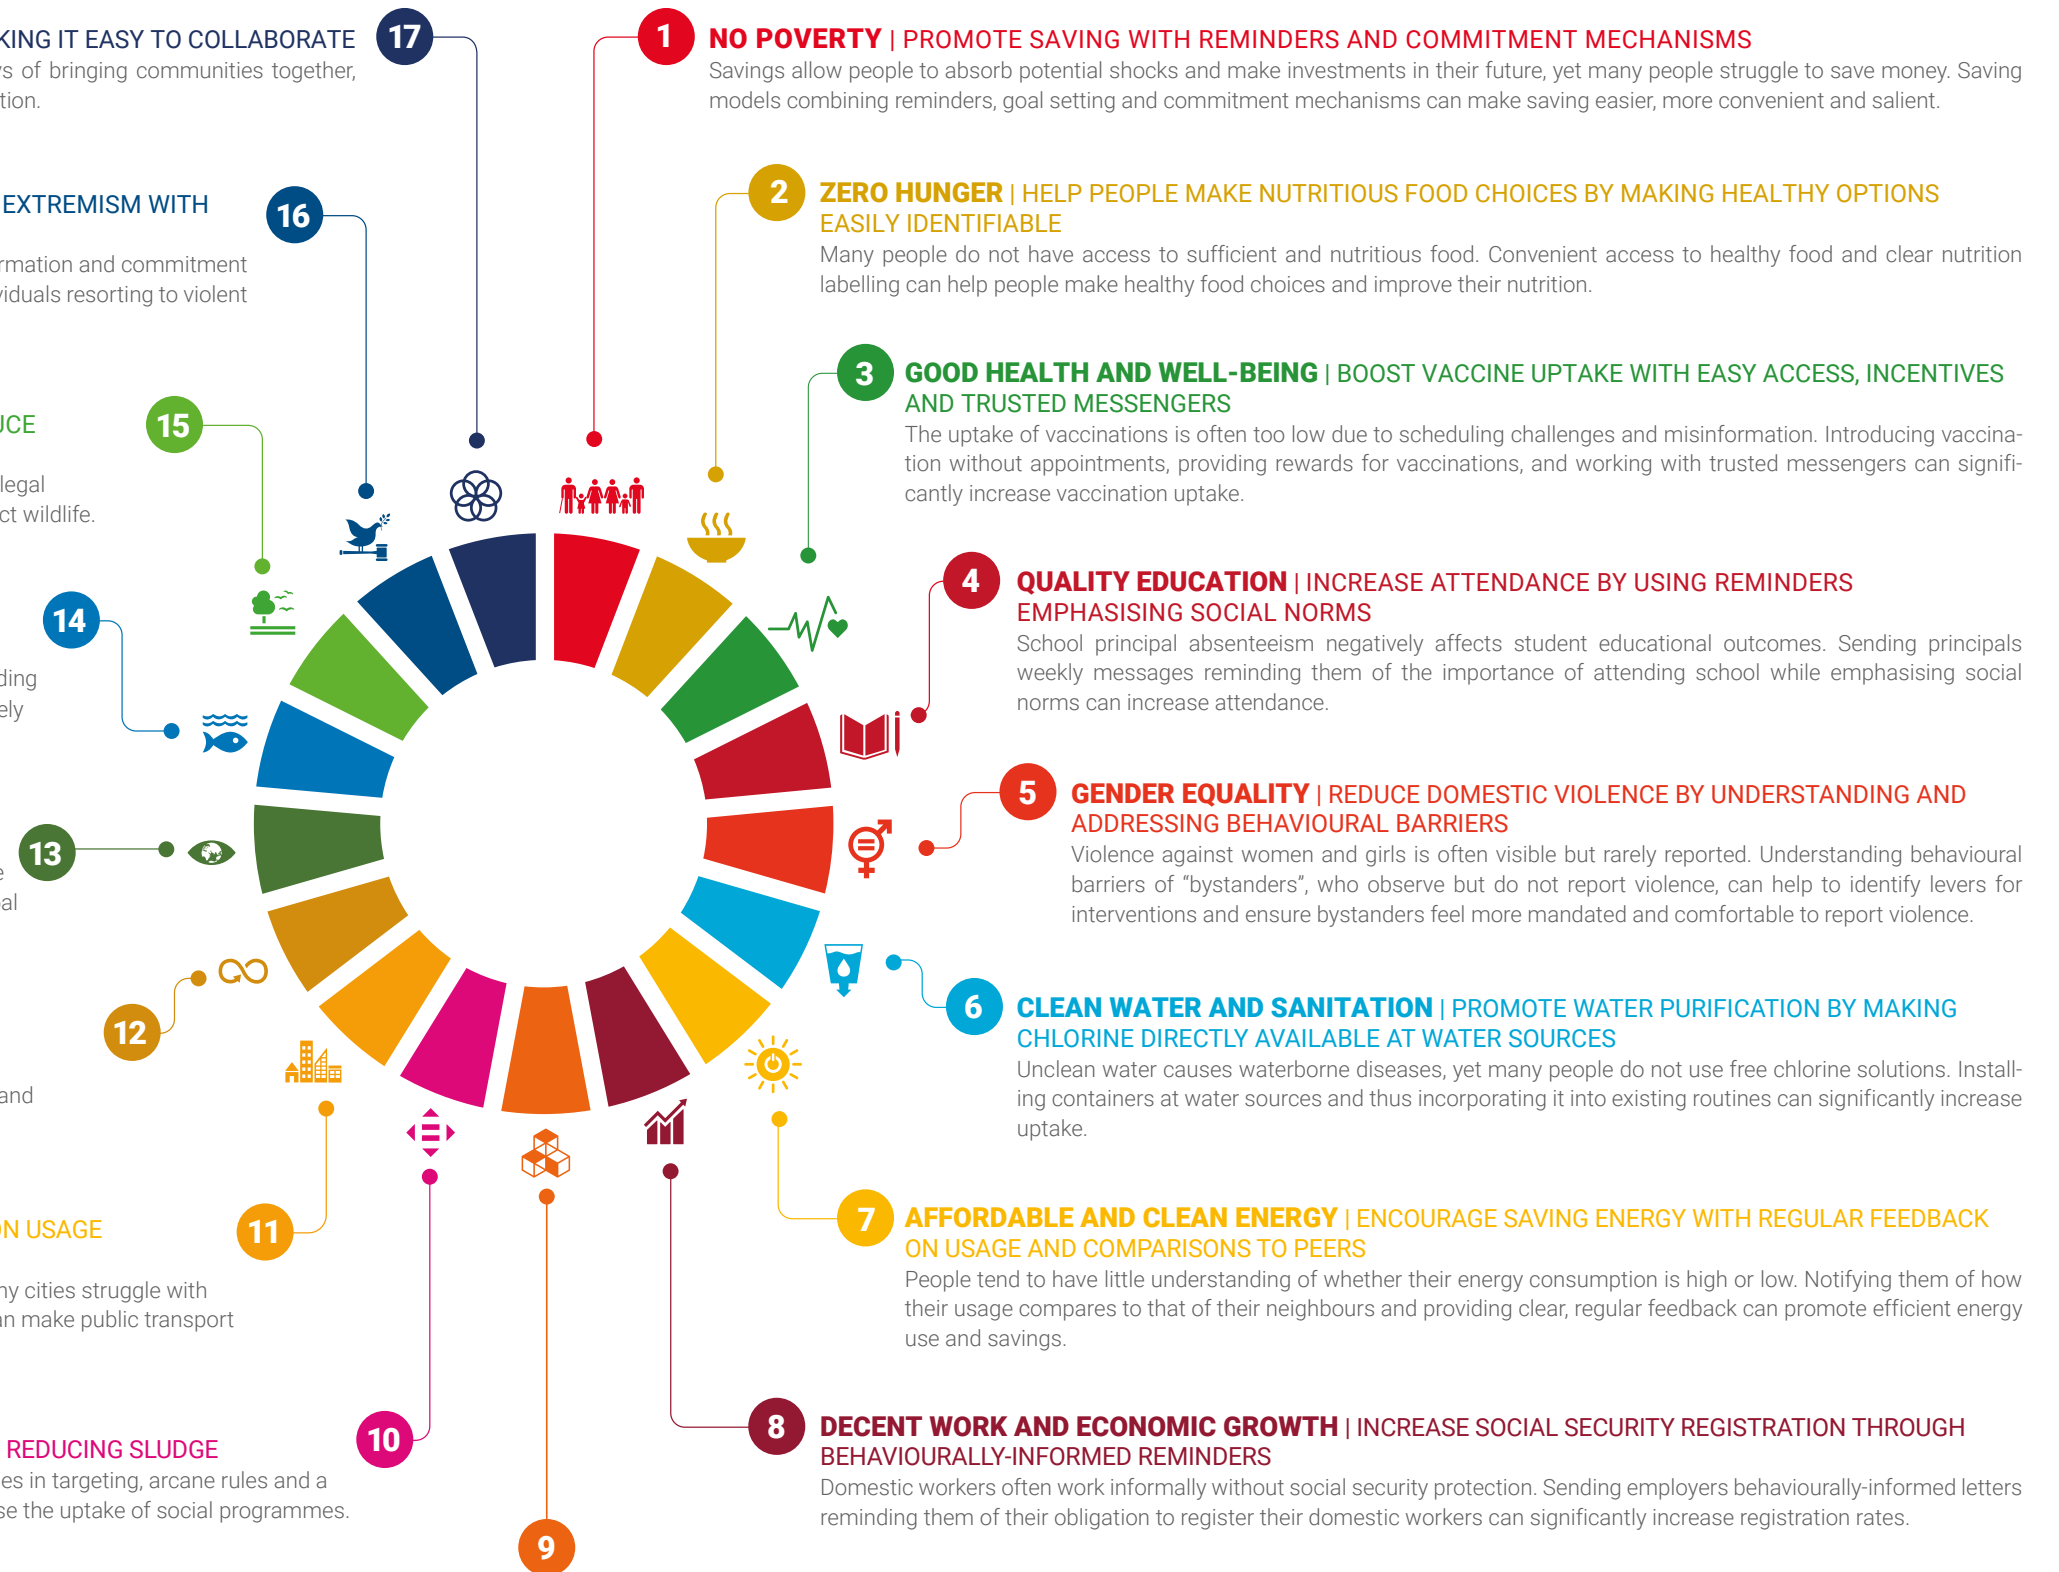 1
NO POVERTY | PROMOTE SAVING WITH REMINDERS AND COMMITMENT MECHANISMS
Savings allow people to absorb potential shocks and make investments in their future, yet many people struggle to save money. Saving
models combining reminders, goal setting and commitment mechanisms can make saving easier, more convenient and salient.
2
ZERO HUNGER | HELP PEOPLE MAKE NUTRITIOUS FOOD CHOICES BY MAKING HEALTHY OPTIONS
EASILY IDENTIFIABLE
Many people do not have access to sufficient and nutritious food. Convenient access to healthy food and clear nutrition
labelling can help people make healthy food choices and improve their nutrition.
3
GOOD HEALTH AND WELL-BEING | BOOST VACCINE UPTAKE WITH EASY ACCESS, INCENTIVES
AND TRUSTED MESSENGERS
The uptake of vaccinations is often too low due to scheduling challenges and misinformation. Introducing vaccina-
tion without appointments, providing rewards for vaccinations, and working with trusted messengers can signifi-
cantly increase vaccination uptake.
4
QUALITY EDUCATION | INCREASE ATTENDANCE BY USING REMINDERS
EMPHASISING SOCIAL NORMS
School principal absenteeism negatively affects student educational outcomes. Sending principals
weekly messages reminding them of the importance of attending school while emphasising social
norms can increase attendance.
5
GENDER EQUALITY | REDUCE DOMESTIC VIOLENCE BY UNDERSTANDING AND
ADDRESSING BEHAVIOURAL BARRIERS
Violence against women and girls is often visible but rarely reported. Understanding behavioural
barriers of “bystanders”, who observe but do not report violence, can help to identify levers for
interventions and ensure bystanders feel more mandated and comfortable to report violence.
6
CLEAN WATER AND SANITATION | PROMOTE WATER PURIFICATION BY MAKING
CHLORINE DIRECTLY AVAILABLE AT WATER SOURCES
Unclean water causes waterborne diseases, yet many people do not use free chlorine solutions. Install-
ing containers at water sources and thus incorporating it into existing routines can significantly increase
uptake.
7
AFFORDABLE AND CLEAN ENERGY | ENCOURAGE SAVING ENERGY WITH REGULAR FEEDBACK
ON USAGE AND COMPARISONS TO PEERS
People tend to have little understanding of whether their energy consumption is high or low. Notifying them of how
their usage compares to that of their neighbours and providing clear, regular feedback can promote efficient energy
use and savings.
8
DECENT WORK AND ECONOMIC GROWTH | INCREASE SOCIAL SECURITY REGISTRATION THROUGH
BEHAVIOURALLY-INFORMED REMINDERS
Domestic workers often work informally without social security protection. Sending employers behaviourally-informed letters
reminding them of their obligation to register their domestic workers can significantly increase registration rates.
9
10
REDUCING SLUDGE
es in targeting, arcane rules and a
se the uptake of social programmes.
11
ON USAGE
ny cities struggle with
an make public transport
12
and
13
e
al
14
ding
ely
15
UCE
legal
ct wildlife.
16
EXTREMISM WITH
rmation and commitment
viduals resorting to violent
17
KING IT EASY TO COLLABORATE
ys of bringing communities together,
tion.